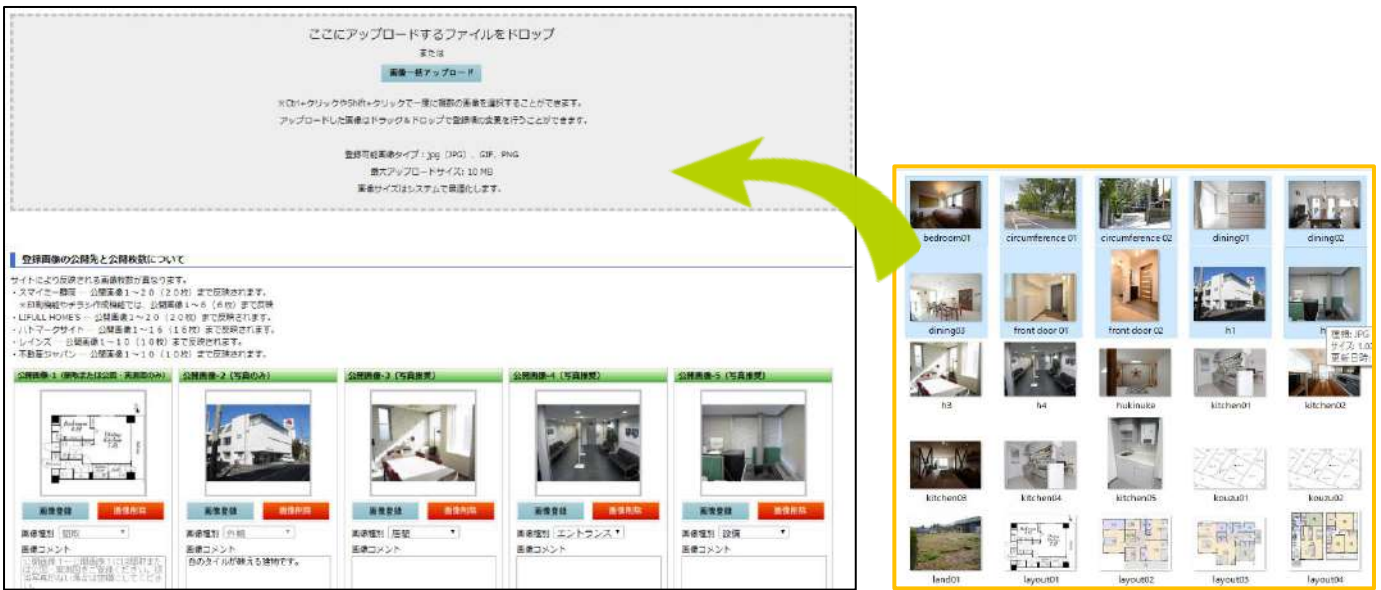 ここにアップロードするファイルをドロップ
または
画像一括アップロード
※Ctrl+クリックやShift+クリックで一度に複数の画像を選択することができます。
アップロードした画像はドラッグ&ドロップで登録順の変更を行うことができます。
登録可能画像タイプ：jpg（JPG）、GIF、PNG
最大アップロードサイズ：10 MB
画像サイズはシステムで最適化します。
登録画像の公開先と公開枚数について
サイトにより反映される画像枚数が異なります。
・スマイミー静岡 … 公開画像１～２０（２０枚）まで反映されます。
※印刷機能やチラシ作成機能では、公開画像１～６（６枚）まで反映
・LIFULL HOME'S … 公開画像１～２０（２０枚）まで反映されます。
・ハトマークサイト … 公開画像１～１６（１６枚）まで反映されます。
・レインズ … 公開画像１～１０（１０枚）まで反映されます。
・不動産ジャパン … 公開画像１～１０（１０枚）まで反映されます。
公開画像-1（間取または公図・実測図のみ） 公開画像-2（写真のみ） 公開画像-3（写真推奨） 公開画像-4（写真推奨） 公開画像-5（写真推奨）
画像登録 画像削除 画像登録 画像削除 画像登録 画像削除 画像登録 画像削除 画像登録 画像削除
画像種別 間取 画像種別 外観 画像種別 居間 画像種別 エントランス 画像種別 設備
画像コメント 画像コメント 画像コメント 画像コメント 画像コメント
白のタイルが映える建物です。
bedroom01 circumference 01 circumference 02 dining01 dining02
dining03 front door 01 front door 02 h1 h
種類: JPG
サイズ: 1.0
更新日時:
h3 h4 hukinuke kitchen01 kitchen02
kitchen03 kitchen04 kitchen05 kouzu01 kouzu02
land01 layout01 layout02 layout03 layout04